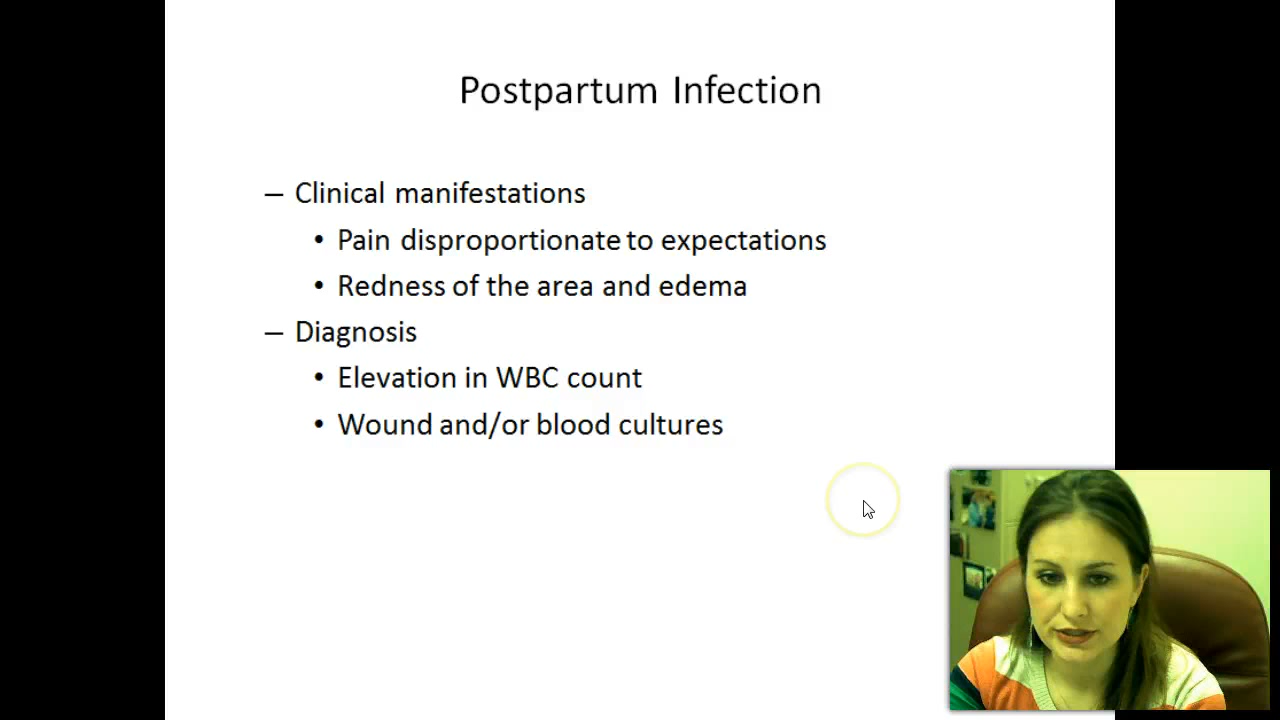 Postpartum Infection
– Clinical manifestations
• Pain disproportionate to expectations
• Redness of the area and edema
– Diagnosis
• Elevation in WBC count
• Wound and/or blood cultures